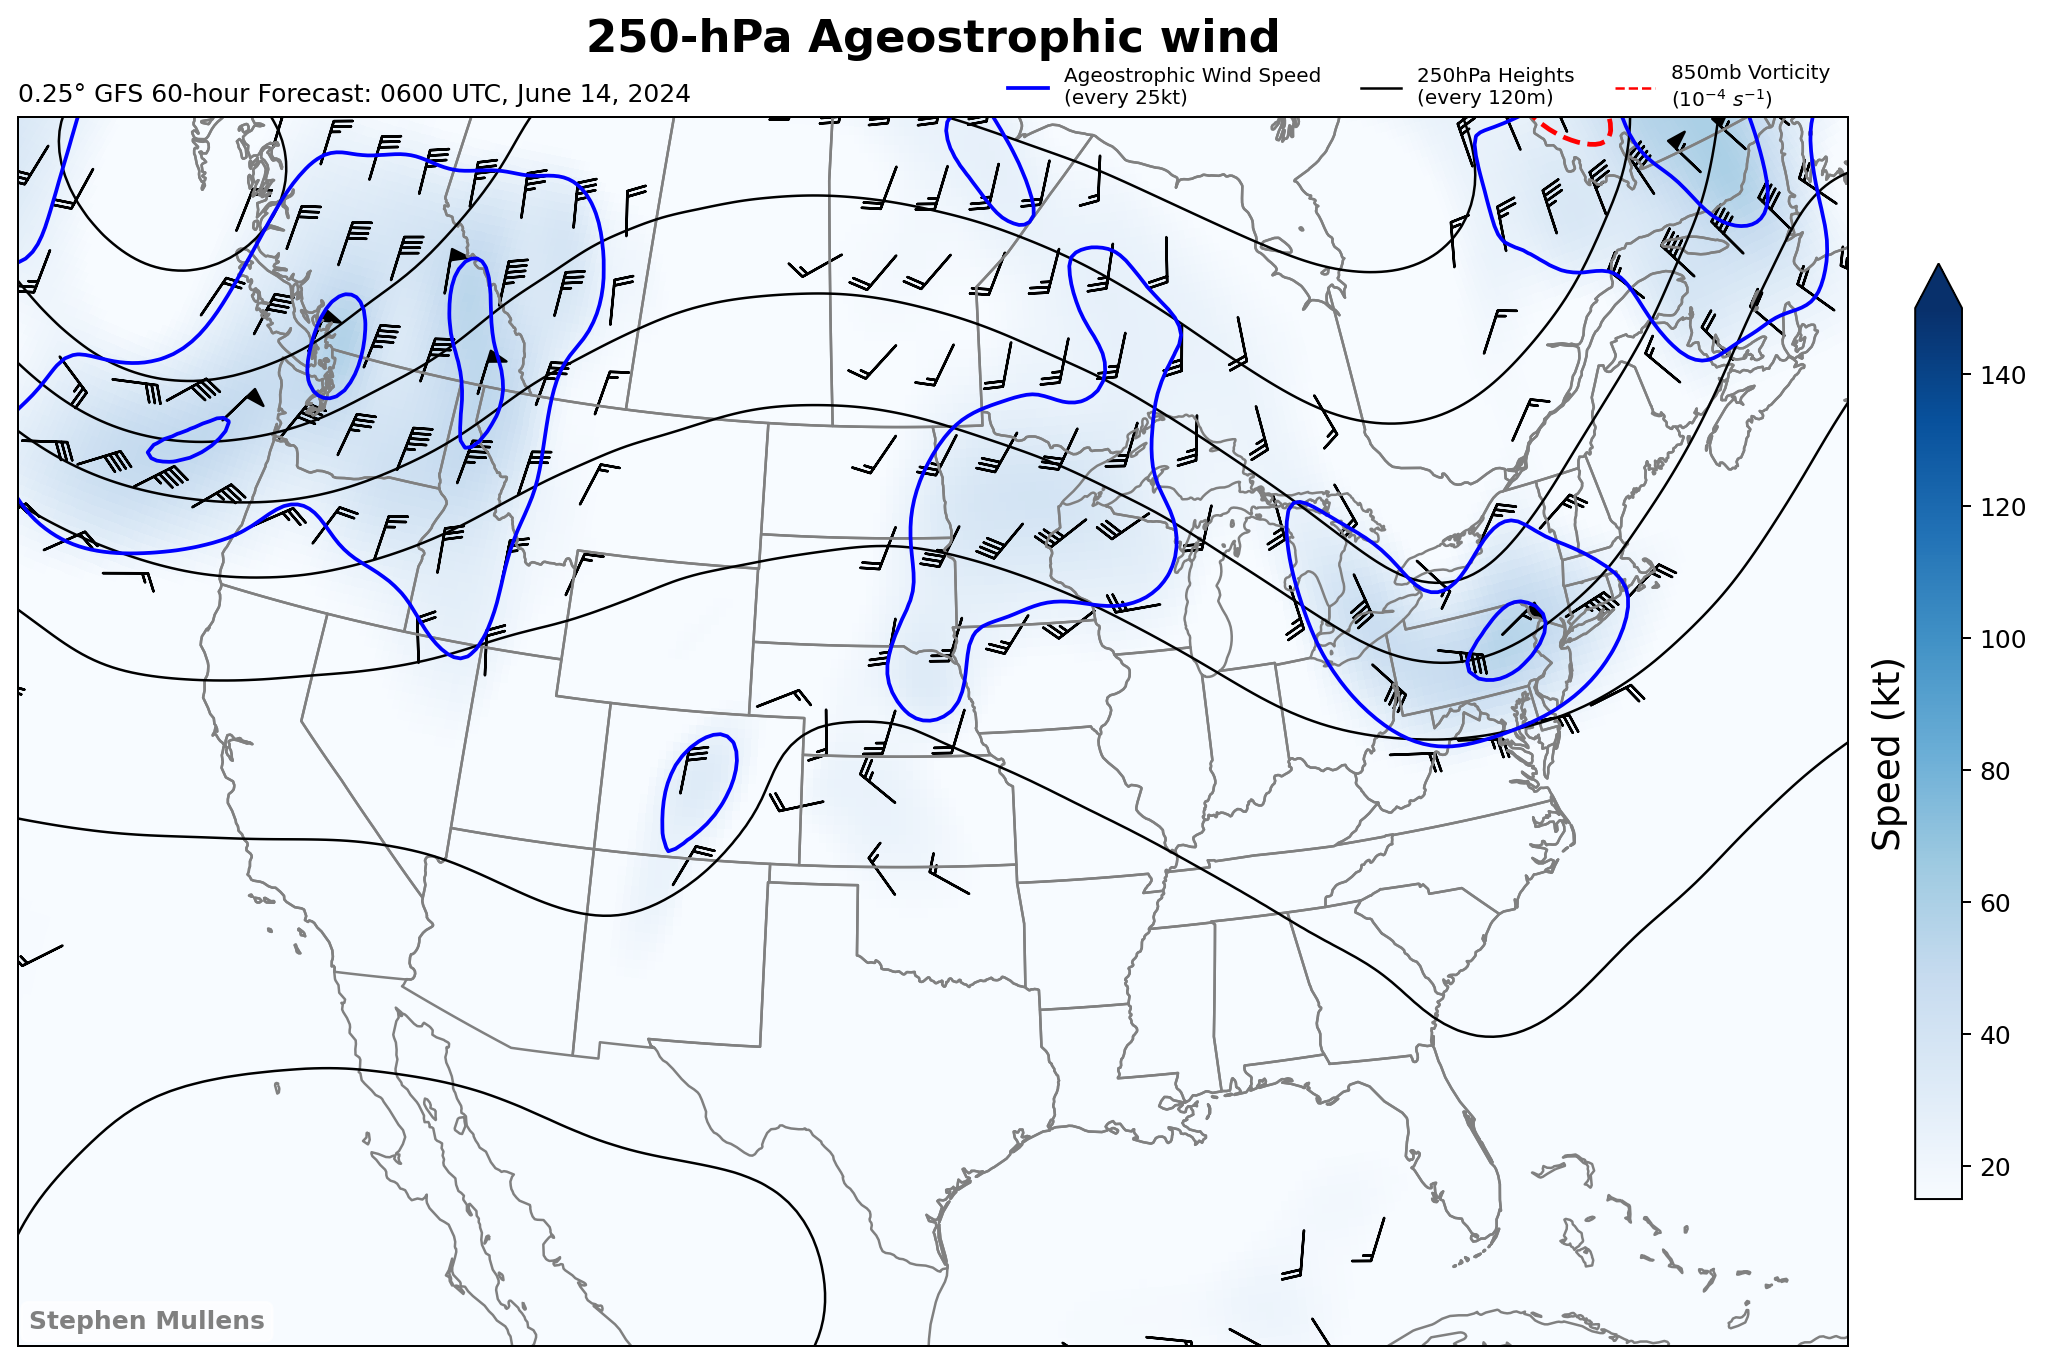 250-hPa Ageostrophic wind
0.25° GFS 60-hour Forecast: 0600 UTC, June 14, 2024
Ageostrophic Wind Speed
(every 25kt)
250hPa Heights
(every 120m)
850mb Vorticity
(10⁻⁴ s⁻¹)
140
120
100
80
60
40
20
Speed (kt)
Stephen Mullens